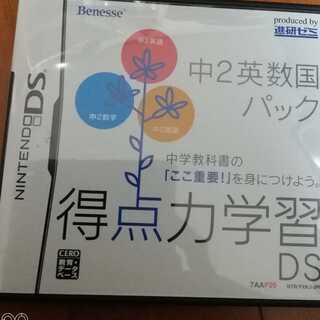 Benesse
produced by
進研ゼミ
NINTENDO DS
中2英語
中2数学
中2国語
中2英数国
パック
中学教科書の
「ここ重要!」を身につけよう。
得点力学習
DS
CERO
教育・データ
ベース